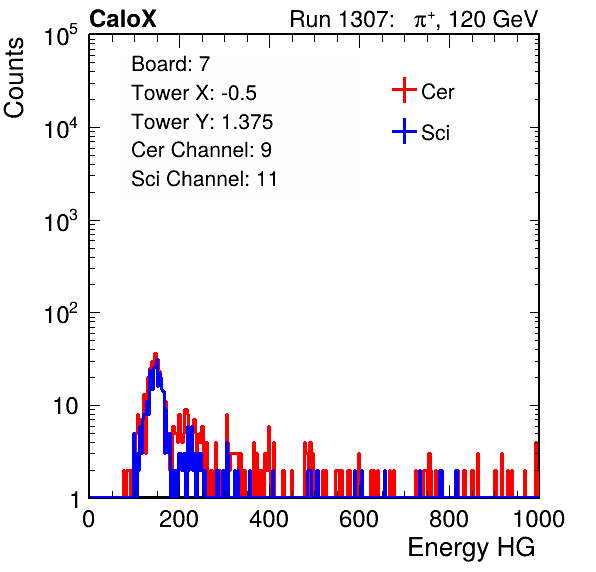 CaloX Run 1307: π⁺, 120 GeV
Counts
10⁵
10⁴
10³
10²
10
1
Board: 7
Tower X: -0.5
Tower Y: 1.375
Cer Channel: 9
Sci Channel: 11
Cer
Sci
0 200 400 600 800 1000
Energy HG